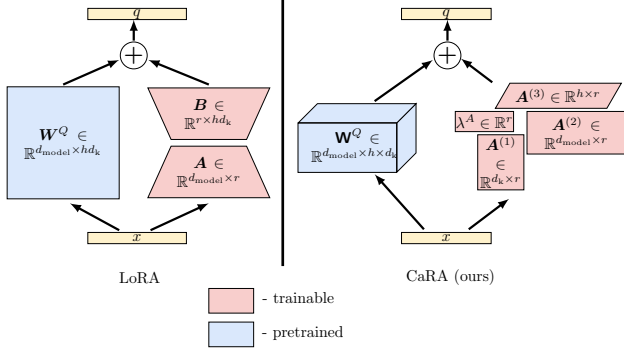 q
+
W^Q ∈
ℝ^{d_model×hd_k}
B ∈
ℝ^{r×hd_k}
A ∈
ℝ^{d_model×r}
x
LoRA
q
+
W^Q ∈
ℝ^{d_model×h×d_k}
A^{(3)} ∈ ℝ^{h×r}
λ^A ∈ ℝ^r
A^{(2)} ∈
ℝ^{d_model×r}
A^{(1)}
∈
ℝ^{d_k×r}
x
CaRA (ours)
- trainable
- pretrained